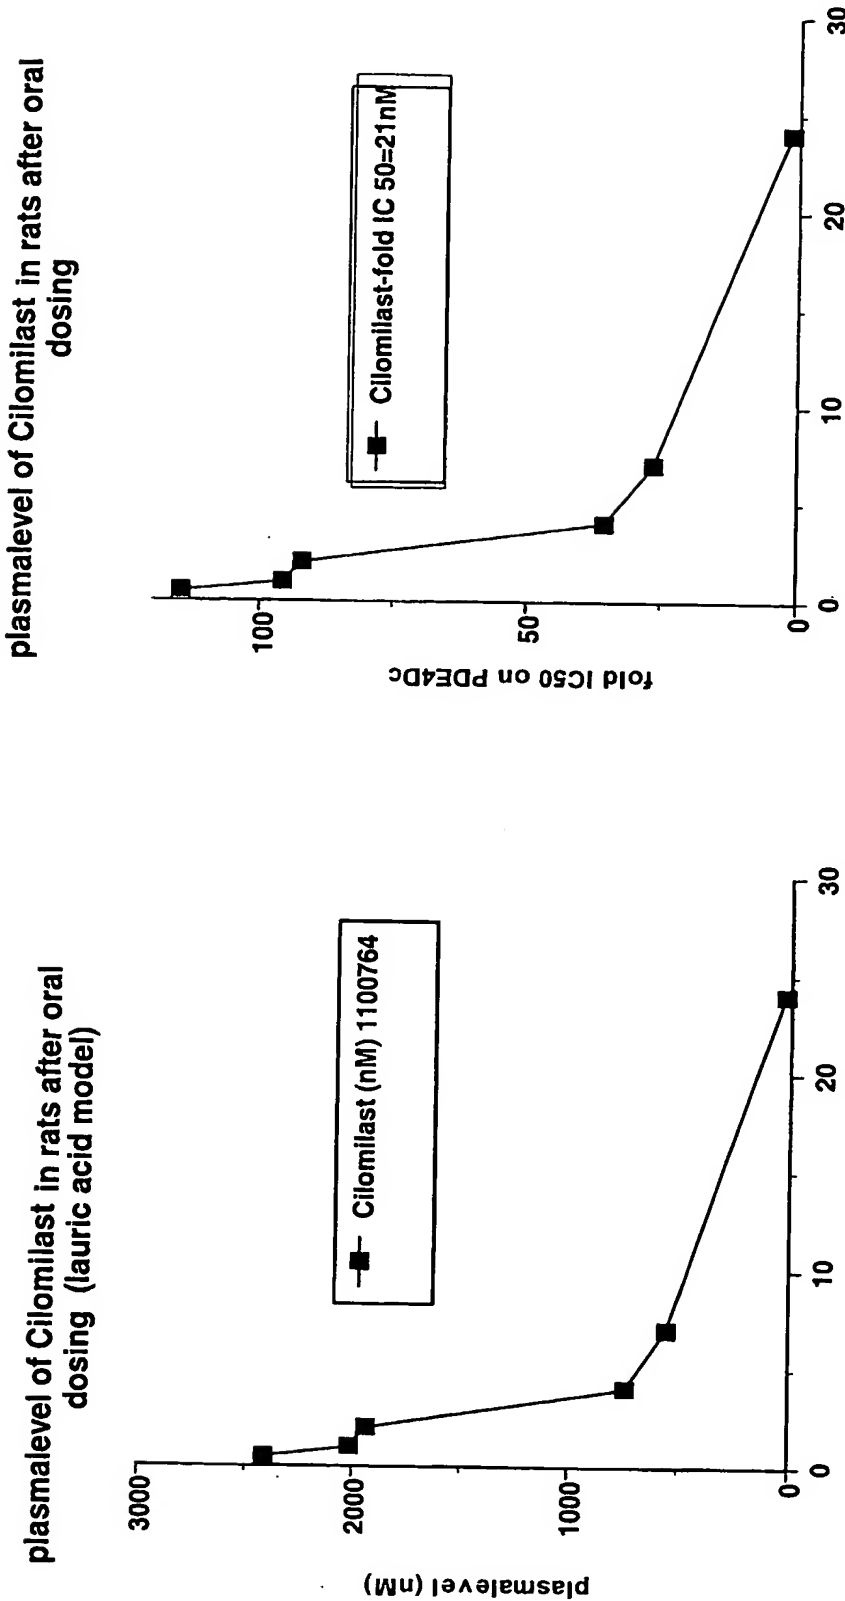 plasmalevel of Cilomilast in rats after oral
dosing (lauric acid model)
3000
2000
1000
0
plasmalevel (nM)
Cilomilast (nM) 1100764
0
10
20
30
plasmalevel of Cilomilast in rats after oral
dosing
100
50
0
fold IC50 on PDE4Dc
Cilomilast-fold IC 50=21nM
0
10
20
30